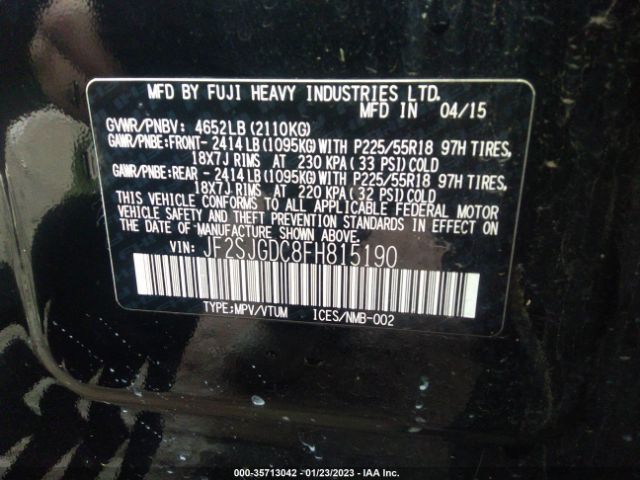 MFD BY FUJI HEAVY INDUSTRIES LTD.
MFD IN 04/15
GVWR/PNBV: 4652LB (2110KG)
GAWR/PNBE:FRONT- 2414 LB (1095KG) WITH P225/55R18 97H TIRES,
18X7J RIMS AT 230 KPA (33 PSI) COLD
GAWR/PNBE:REAR - 2414 LB (1095KG) WITH P225/55R18 97H TIRES,
18X7J RIMS AT 220 KPA (32 PSI) COLD
THIS VEHICLE CONFORMS TO ALL APPLICABLE FEDERAL MOTOR
VEHICLE SAFETY AND THEFT PREVENTION STANDARDS IN EFFECT ON
THE DATE OF MANUFACTURE SHOWN ABOVE.
VIN: JF2SJGDC8FH815190
TYPE:MPV/VTUM ICES/NMB-002
000-35713042 - 01/23/2023 - IAA Inc.